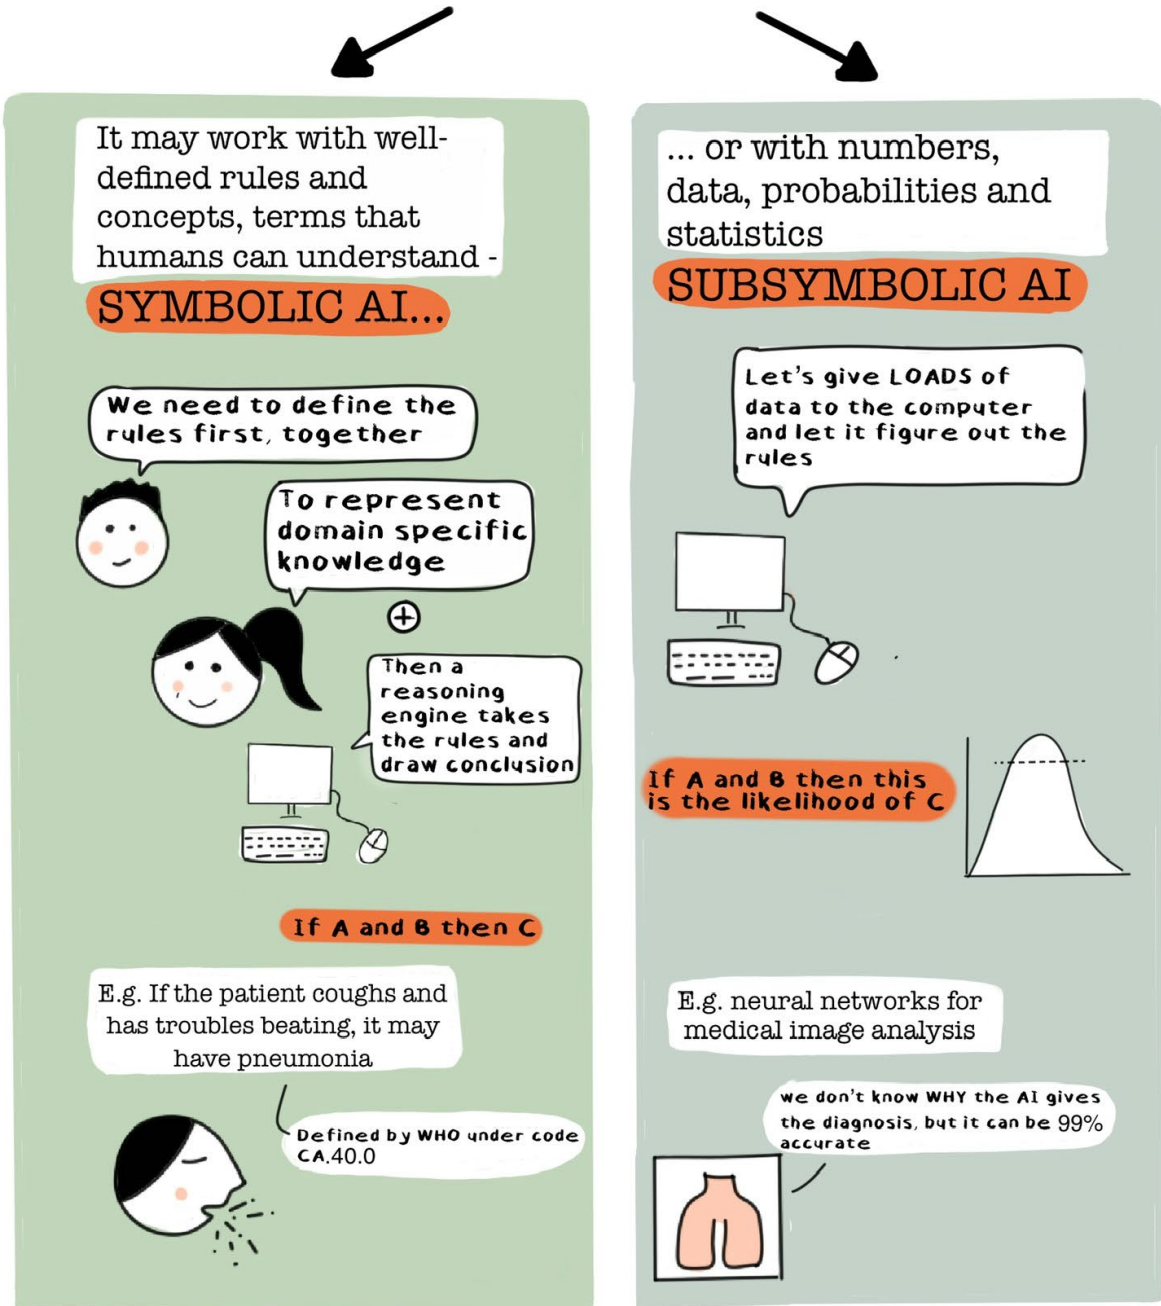 It may work with well-
defined rules and
concepts, terms that
humans can understand -
SYMBOLIC AI...
We need to define the
rules first, together
To represent
domain specific
knowledge
Then a
reasoning
engine takes
the rules and
draw conclusion
If A and B then C
E.g. If the patient coughs and
has troubles beating, it may
have pneumonia
Defined by WHO under code
CA.40.0
... or with numbers,
data, probabilities and
statistics
SUBSYMBOLIC AI
Let's give LOADS of
data to the computer
and let it figure out the
rules
If A and B then this
is the likelihood of C
E.g. neural networks for
medical image analysis
we don't know WHY the AI gives
the diagnosis, but it can be 99%
accurate